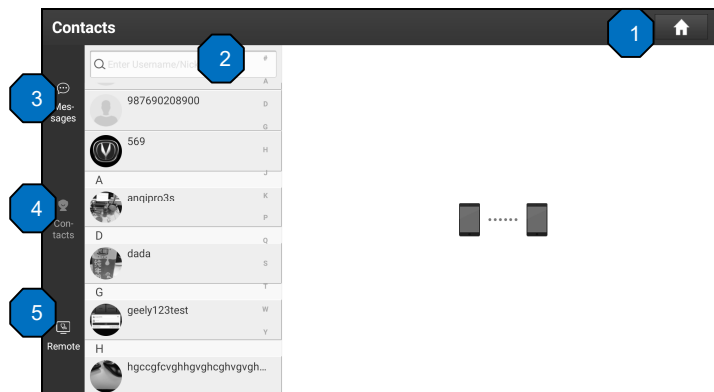 Contacts
1
Enter Username/Nick
2
#
A
987690208900
D
3
Mes-
sages
G
569
H
J
A
K
anqipro3s
P
4
Con-
tacts
D
Q
dada
S
T
G
geely123test
W
5
Y
Remote
H
hgccgfcvghhgvghcghvgvgh...